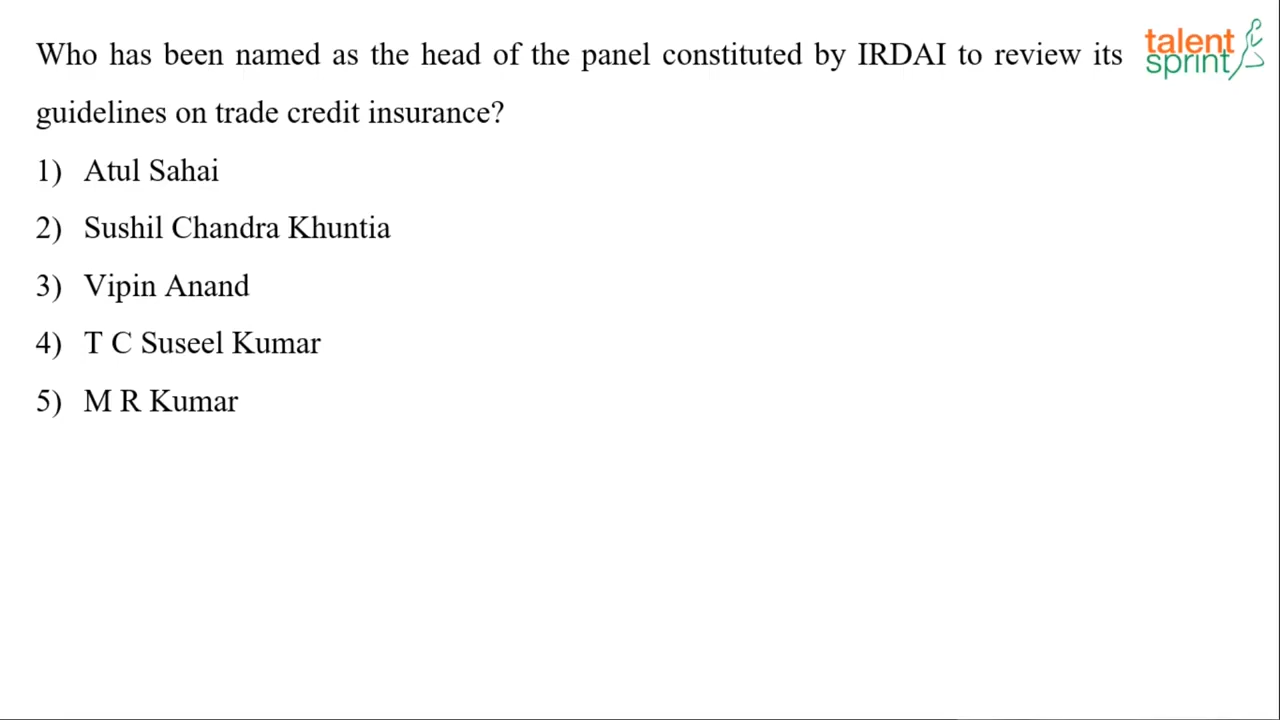 Who has been named as the head of the panel constituted by IRDAI to review its
guidelines on trade credit insurance?
1) Atul Sahai
2) Sushil Chandra Khuntia
3) Vipin Anand
4) T C Suseel Kumar
5) M R Kumar
talent
sprint